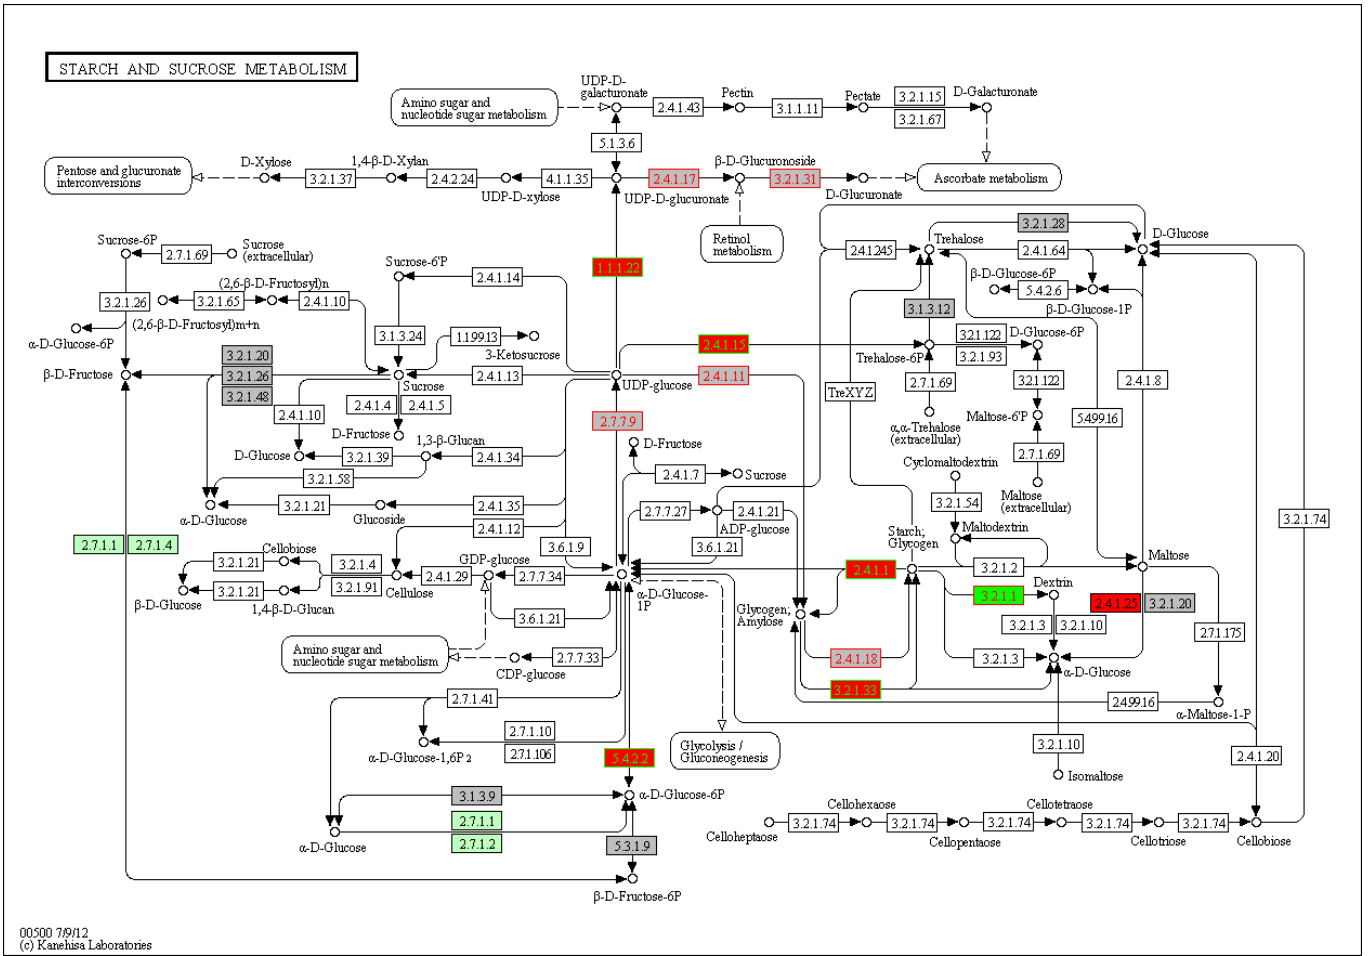 STARCH AND SUCROSE METABOLISM
UDP-D-
galacturonate
Amino sugar and
nucleotide sugar metabolism
2.4.1.43
Pectin
3.1.1.11
Pectate
3.2.1.15
3.2.1.67
D-Galacturonate
5.1.3.6
Pentose and glucuronate
interconversions
D-Xylose
3.2.1.37
1,4-β-D-Xylan
2.4.2.24
UDP-D-xylose
4.1.1.35
UDP-D-glucuronate
2.4.1.17
β-D-Glucuronoside
3.2.1.31
D-Glucuronate
Ascorbate metabolism
Retinol
metabolism
Sucrose-6P
2.7.1.69
Sucrose
(extracellular)
Sucrose-6'P
2.4.1.14
1.1.1.22
2.4.1.245
Trehalose
3.2.1.28
2.4.1.64
D-Glucose
β-D-Glucose-6P
5.4.2.6
β-D-Glucose-1P
3.2.1.26
3.2.1.65
(2,6-β-D-Fructosyl)n
2.4.1.10
(2,6-β-D-Fructosyl)m+n
α-D-Glucose-6P
3.1.3.24
1.1.99.13
3-Ketosucrose
3.1.3.12
2.4.1.15
Trehalose-6P
3.2.1.122
3.2.1.93
D-Glucose-6P
β-D-Fructose
3.2.1.20
3.2.1.26
3.2.1.48
Sucrose
2.4.1.13
UDP-glucose
2.4.1.11
2.7.1.69
3.2.1.122
2.4.1.8
TreXYZ
2.4.1.10
2.4.1.4
2.4.1.5
D-Fructose
2.7.7.9
α,α-Trehalose
(extracellular)
Maltose-6'P
5.4.99.16
D-Glucose
3.2.1.39
1,3-β-Glucan
2.4.1.34
D-Fructose
2.4.1.7
Sucrose
2.7.1.69
Cyclomaltodextrin
3.2.1.58
Maltose
(extracellular)
α-D-Glucose
3.2.1.21
Glucoside
2.4.1.35
2.7.7.27
2.4.1.21
ADP-glucose
3.2.1.54
Maltodextrin
3.2.1.74
2.4.1.12
Starch;
Glycogen
2.7.1.1
2.7.1.4
3.2.1.21
Cellobiose
3.2.1.4
3.2.1.91
GDP-glucose
3.6.1.9
3.6.1.21
3.2.1.2
Maltose
β-D-Glucose
3.2.1.21
1,4-β-D-Glucan
Cellulose
2.4.1.29
2.7.7.34
α-D-Glucose-
1P
2.4.1.1
3.2.1.1
Dextrin
3.6.1.21
Glycogen;
Amylose
3.2.1.3
3.2.1.10
2.4.1.25
3.2.1.20
2.7.1.175
Amino sugar and
nucleotide sugar metabolism
2.7.7.33
CDP-glucose
2.4.1.18
3.2.1.3
α-D-Glucose
3.2.1.33
2.7.1.41
2.4.99.16
α-Maltose-1-P
2.7.1.10
2.7.1.106
α-D-Glucose-1,6P2
5.4.2.2
Glycolysis /
Gluconeogenesis
3.2.1.10
Isomaltose
2.4.1.20
3.1.3.9
α-D-Glucose-6P
2.7.1.1
2.7.1.2
α-D-Glucose
5.3.1.9
β-D-Fructose-6P
Celloheptaose
3.2.1.74
Cellohexaose
3.2.1.74
Cellopentaose
3.2.1.74
Cellotetraose
3.2.1.74
Cellotriose
3.2.1.74
Cellobiose
00500 7/9/12
(c) Kanehisa Laboratories